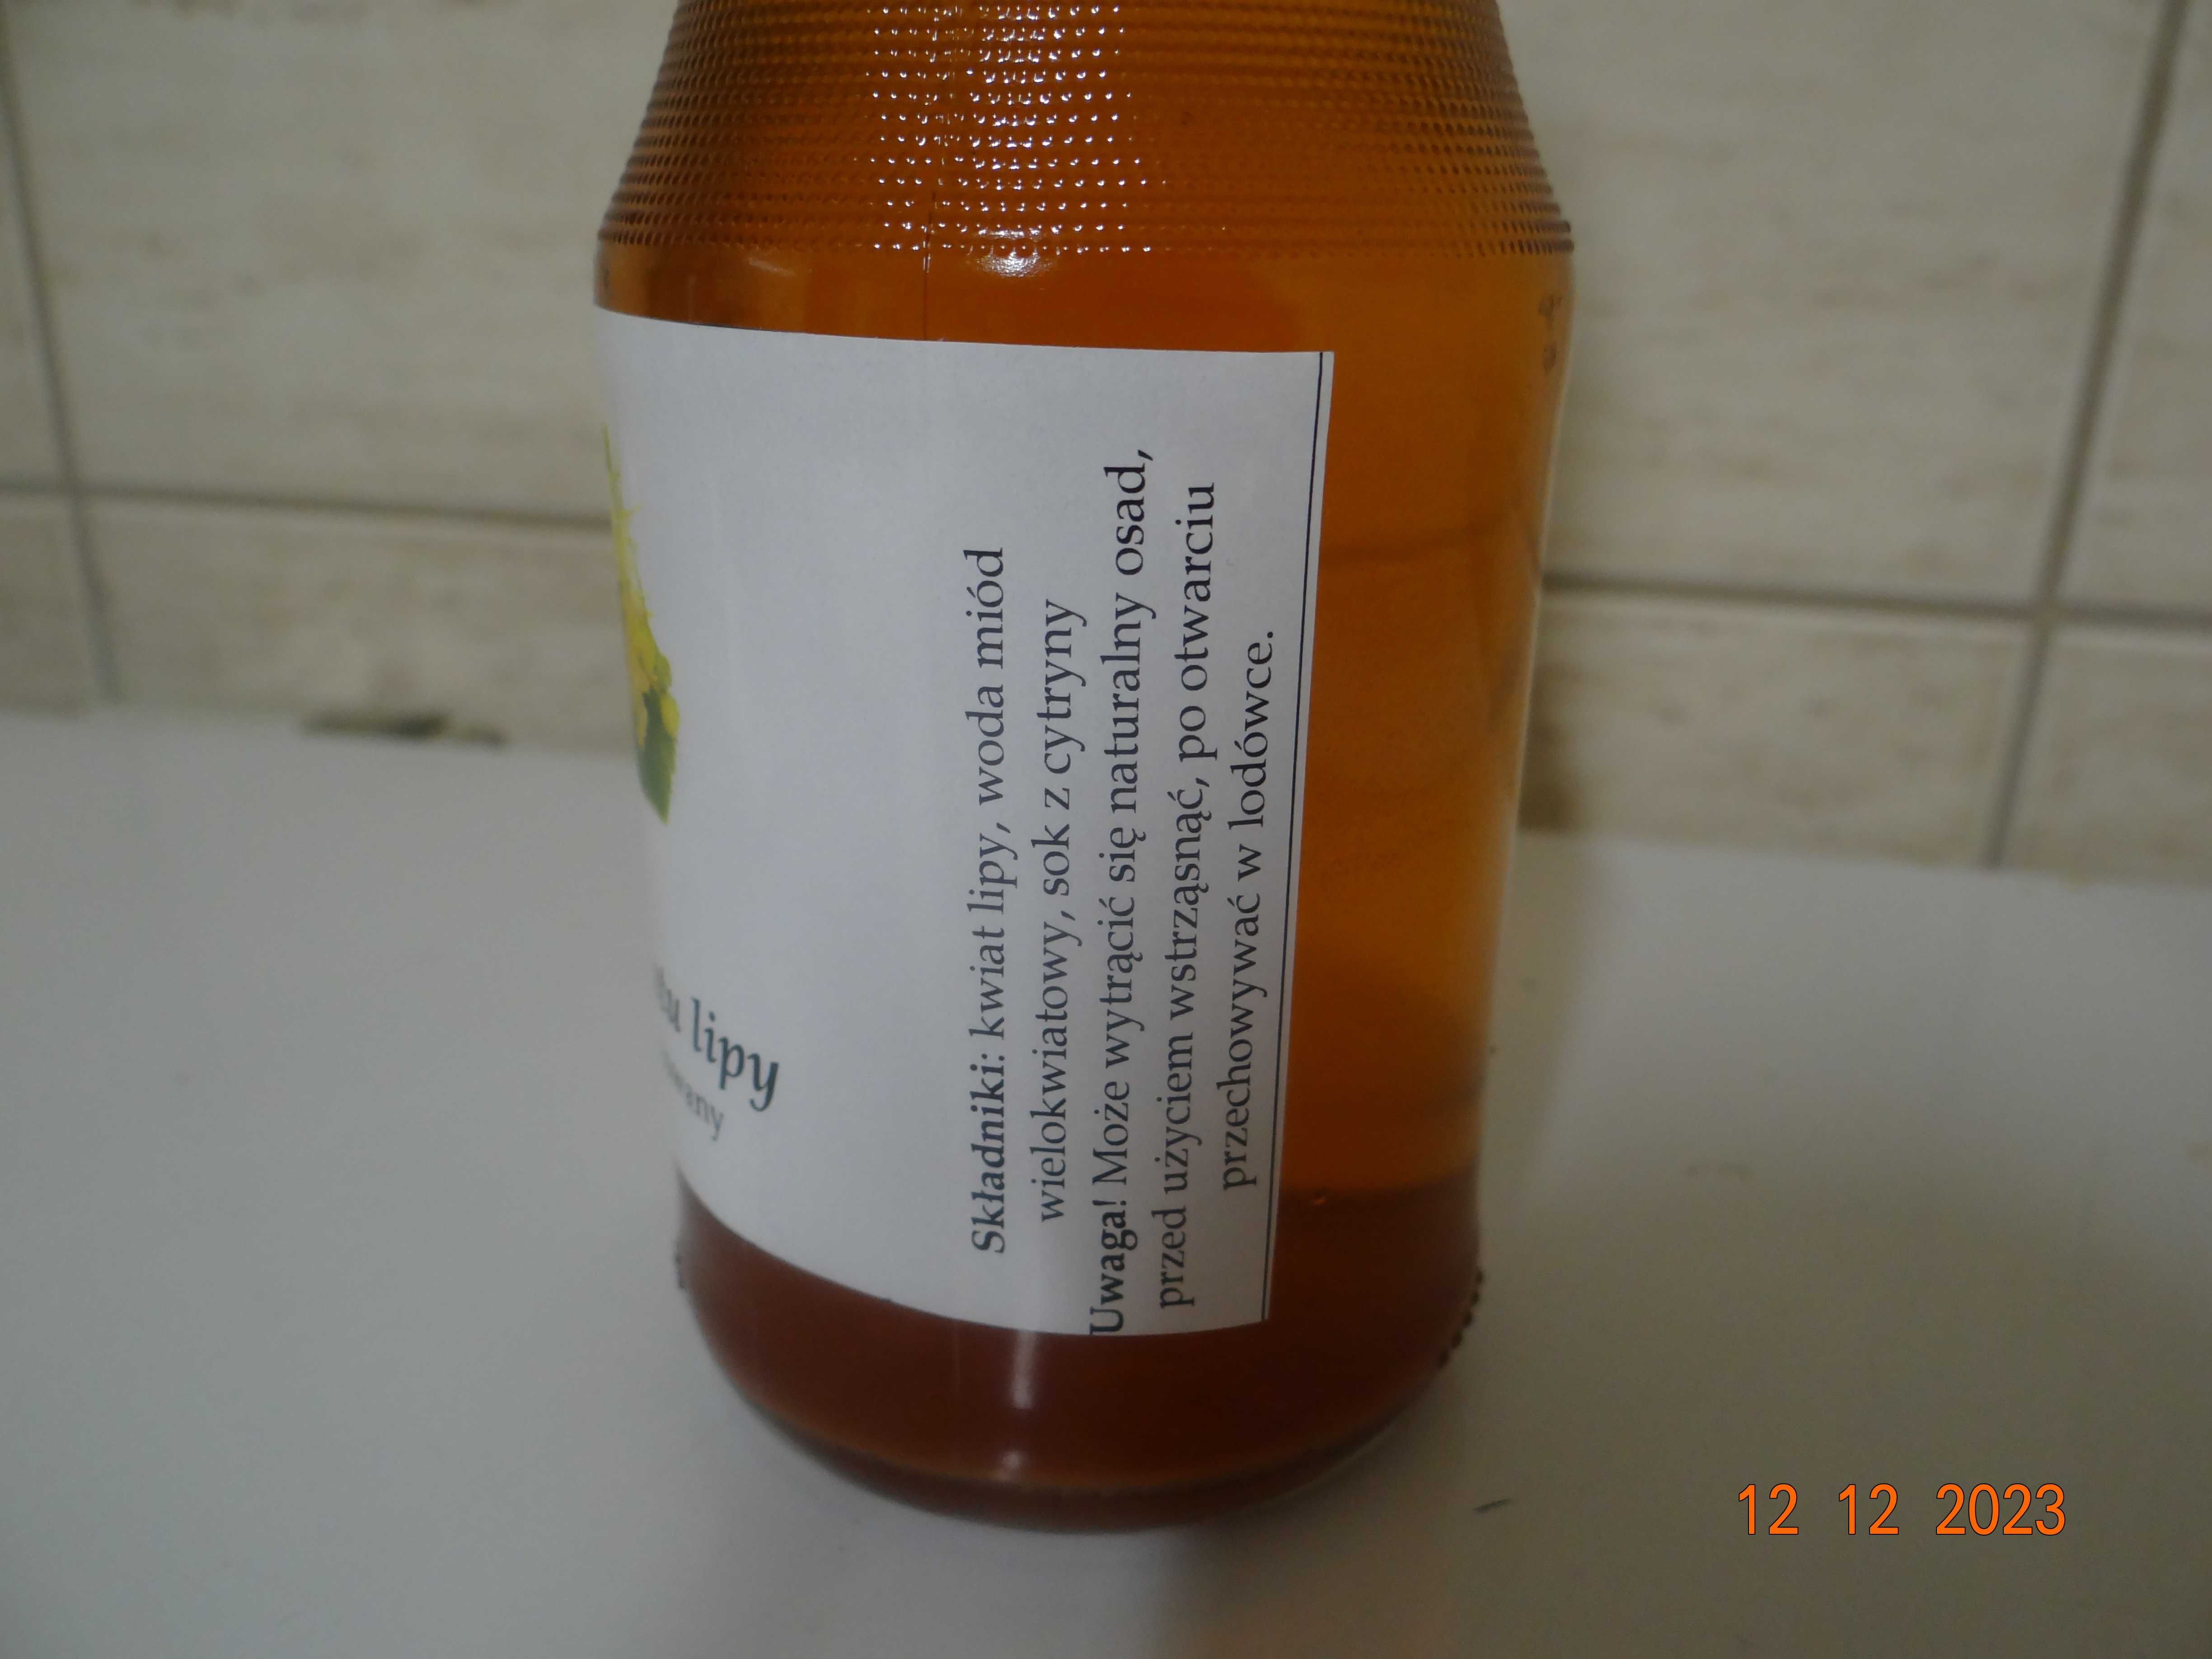 lipy
Składniki: kwiat lipy, woda miód
wielokwiatowy, sok z cytryny
Uwaga! Może wytrącić się naturalny osad,
przed użyciem wstrząsnąć, po otwarciu
przechowywać w lodówce.
12 12 2023